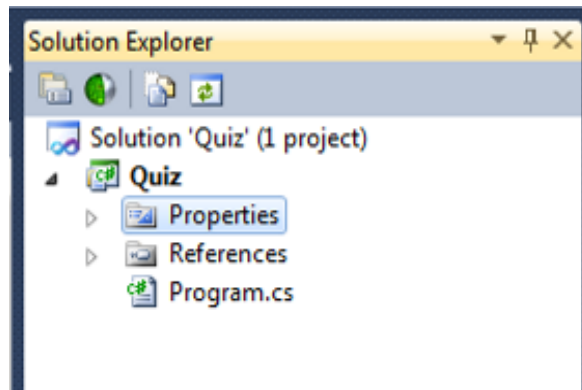 Solution Explorer
Solution 'Quiz' (1 project)
Quiz
Properties
References
Program.cs